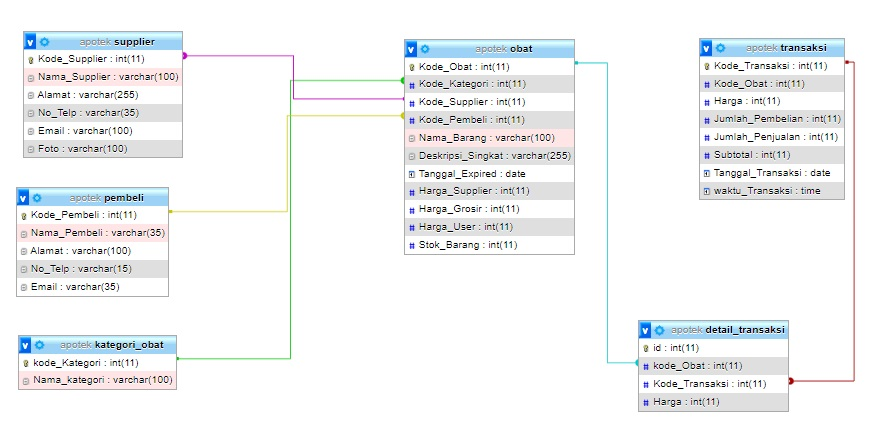 apotek supplier
Kode_Supplier : int(11)
Nama_Supplier : varchar(100)
Alamat : varchar(255)
No_Telp : varchar(35)
Email : varchar(100)
Foto : varchar(100)
apotek pembeli
Kode_Pembeli : int(11)
Nama_Pembeli : varchar(35)
Alamat : varchar(100)
No_Telp : varchar(15)
Email : varchar(35)
apotek kategori_obat
kode_Kategori : int(11)
Nama_kategori : varchar(100)
apotek obat
Kode_Obat : int(11)
Kode_Kategori : int(11)
Kode_Supplier : int(11)
Kode_Pembeli : int(11)
Nama_Barang : varchar(100)
Deskripsi_Singkat : varchar(255)
Tanggal_Expired : date
Harga_Supplier : int(11)
Harga_Grosir : int(11)
Harga_User : int(11)
Stok_Barang : int(11)
apotek transaksi
Kode_Transaksi : int(11)
Kode_Obat : int(11)
Harga : int(11)
Jumlah_Pembelian : int(11)
Jumlah_Penjualan : int(11)
Subtotal : int(11)
Tanggal_Transaksi : date
waktu_Transaksi : time
apotek detail_transaksi
id : int(11)
kode_Obat : int(11)
Kode_Transaksi : int(11)
Harga : int(11)